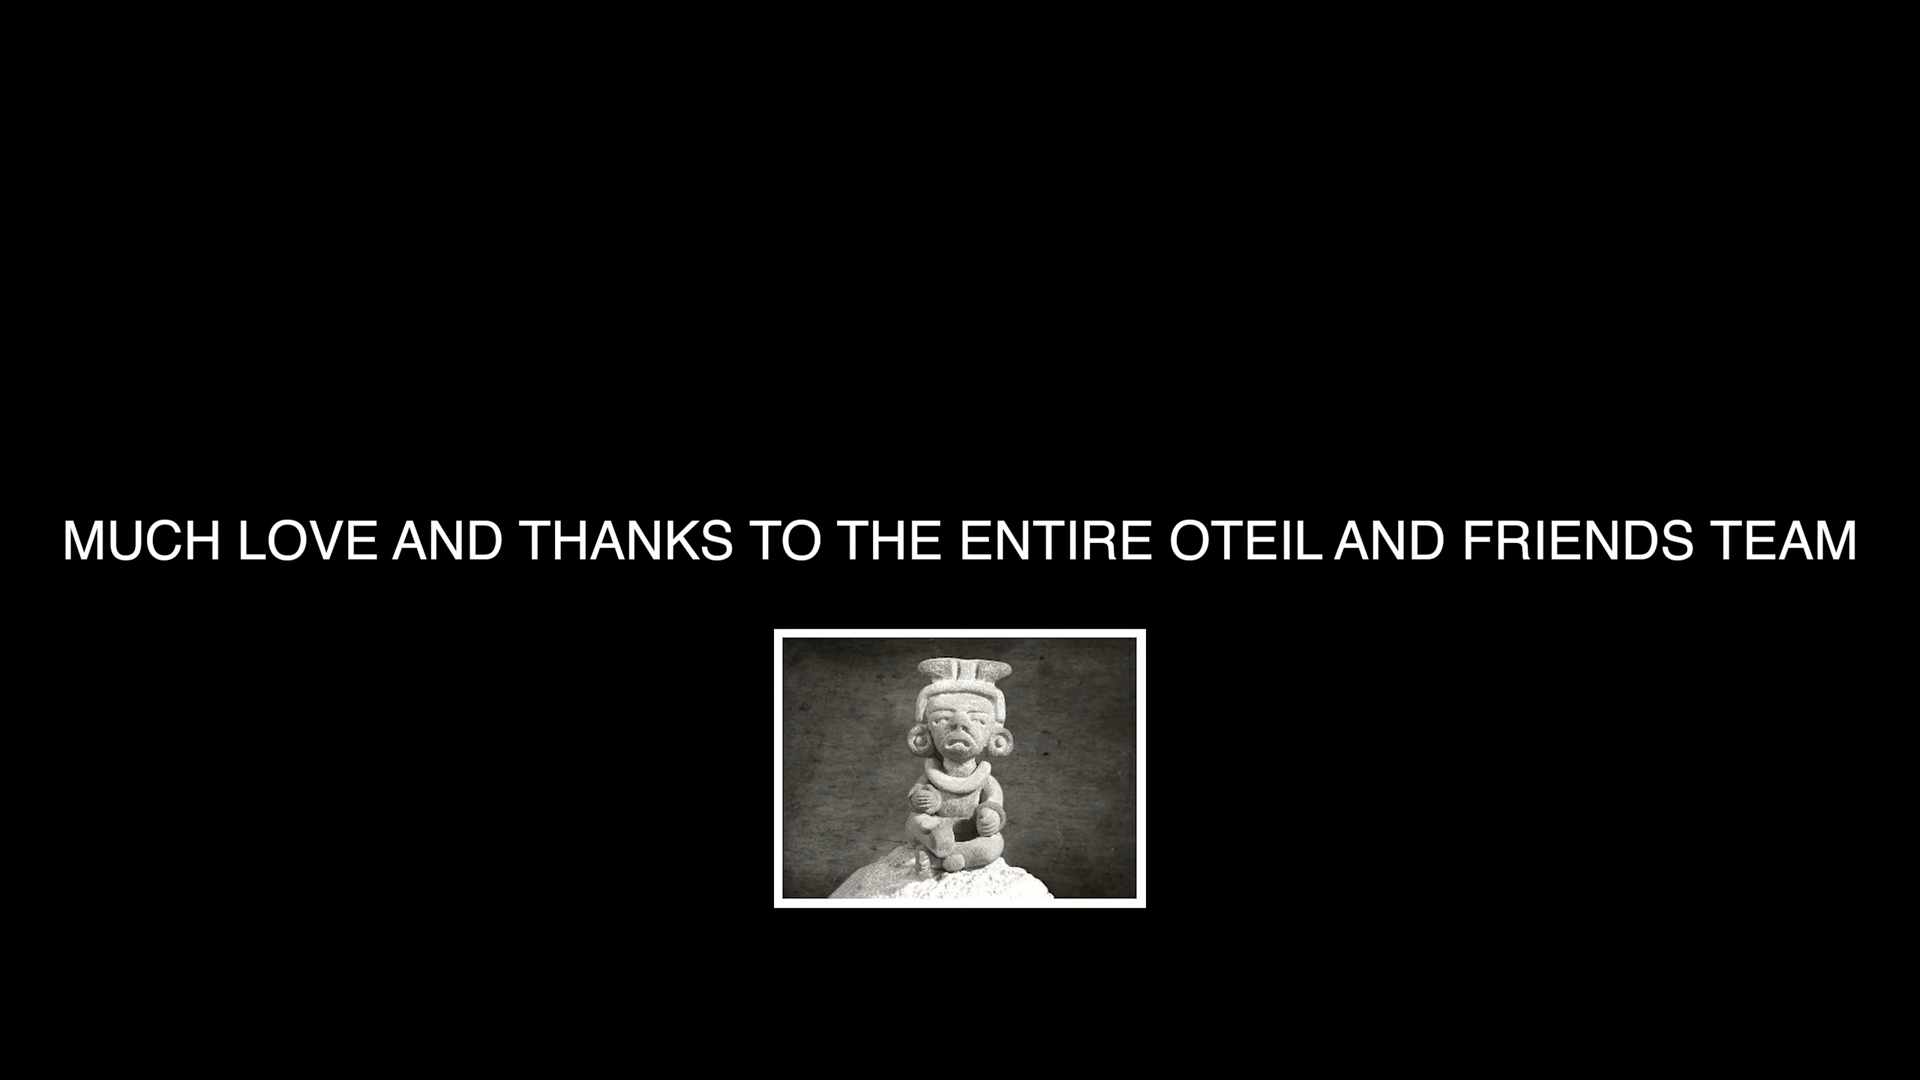 MUCH LOVE AND THANKS TO THE ENTIRE OTEIL AND FRIENDS TEAM